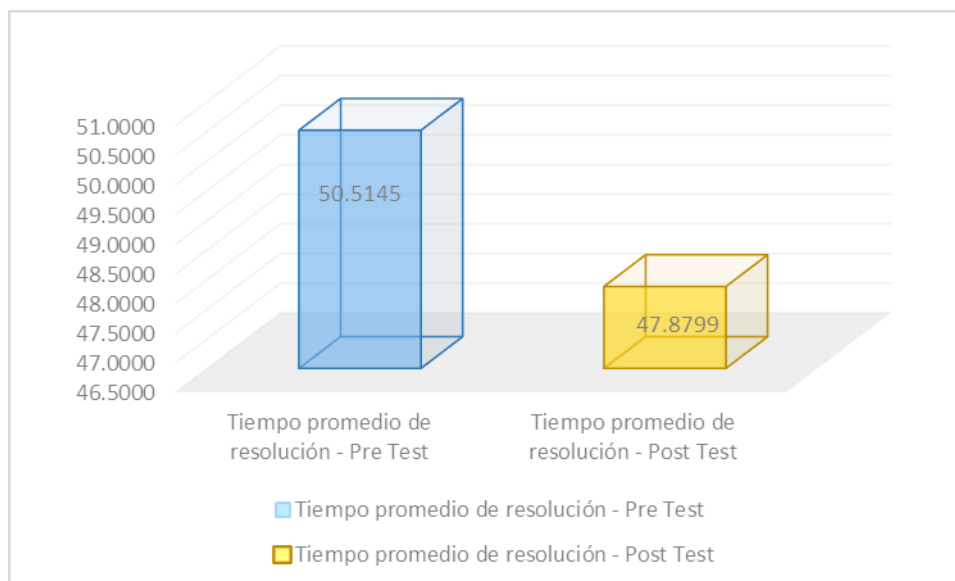 51.0000
50.5000
50.0000
49.5000
49.0000
48.5000
48.0000
47.5000
47.0000
46.5000
50.5145
47.8799
Tiempo promedio de
resolución - Pre Test
Tiempo promedio de
resolución - Post Test
Tiempo promedio de resolución - Pre Test
Tiempo promedio de resolución - Post Test